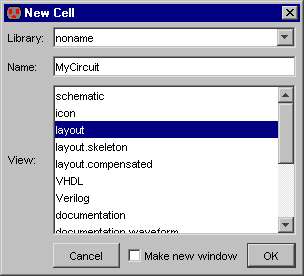 New Cell
Library: noname
Name: MyCircuit
View:
schematic
icon
layout
layout.skeleton
layout.compensated
VHDL
Verilog
documentation
documentation.waveform
Cancel Make new window OK